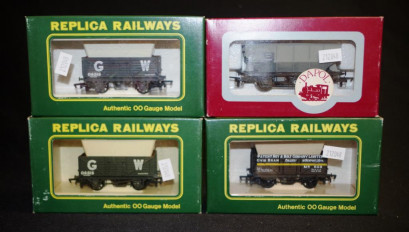 REPLICA RAILWAYS
G W
Authentic OO Gauge Model
DAPOL
REPLICA RAILWAYS
G W
Authentic OO Gauge Model
REPLICA RAILWAYS
Authentic OO Gauge Model